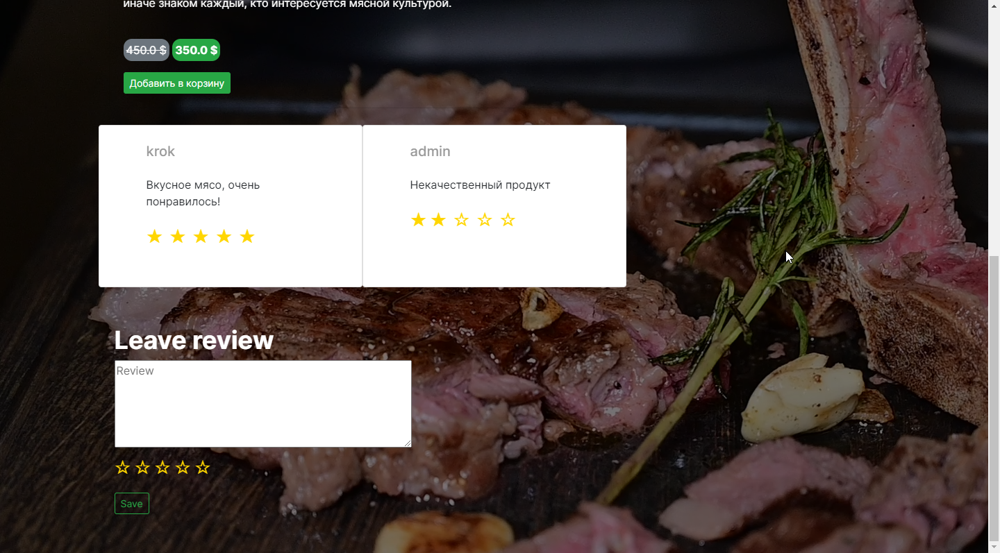 иначе знаком каждый, кто интересуется мясной культурой.
450.0 $ 350.0 $
Добавить в корзину
krok
Вкусное мясо, очень
понравилось!
★ ★ ★ ★ ★
admin
Некачественный продукт
★ ★ ☆ ☆ ☆
Leave review
Review
☆ ☆ ☆ ☆ ☆
Save